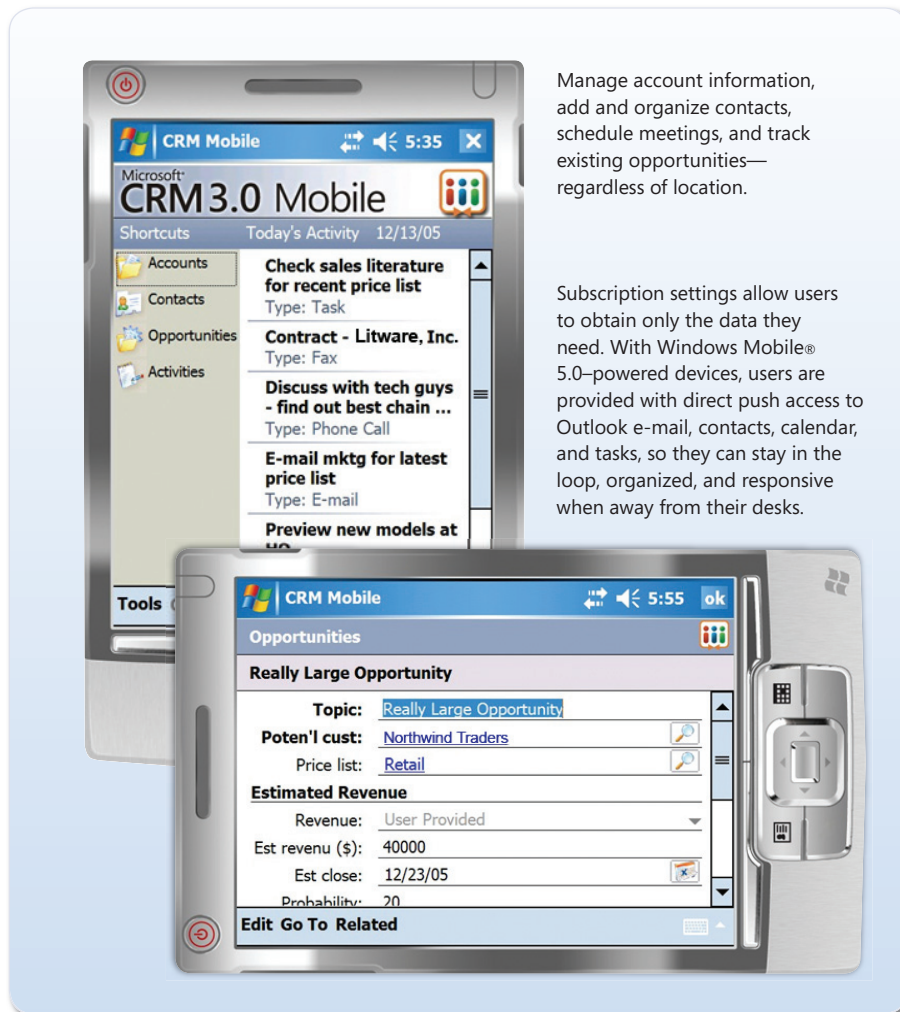 Manage account information,
add and organize contacts,
schedule meetings, and track
existing opportunities—
regardless of location.
Subscription settings allow users
to obtain only the data they
need. With Windows Mobile®
5.0–powered devices, users are
provided with direct push access to
Outlook e-mail, contacts, calendar,
and tasks, so they can stay in the
loop, organized, and responsive
when away from their desks.
CRM Mobile 5:35
Microsoft
CRM 3.0 Mobile
Shortcuts Today's Activity 12/13/05
Accounts
Contacts
Opportunities
Activities
Check sales literature
for recent price list
Type: Task
Contract - Litware, Inc.
Type: Fax
Discuss with tech guys
- find out best chain ...
Type: Phone Call
E-mail mktg for latest
price list
Type: E-mail
Preview new models at
HQ
Tools
CRM Mobile 5:55 ok
Opportunities
Really Large Opportunity
Topic: Really Large Opportunity
Poten'l cust: Northwind Traders
Price list: Retail
Estimated Revenue
Revenue: User Provided
Est revenu ($): 40000
Est close: 12/23/05
Probability: 20
Edit Go To Related